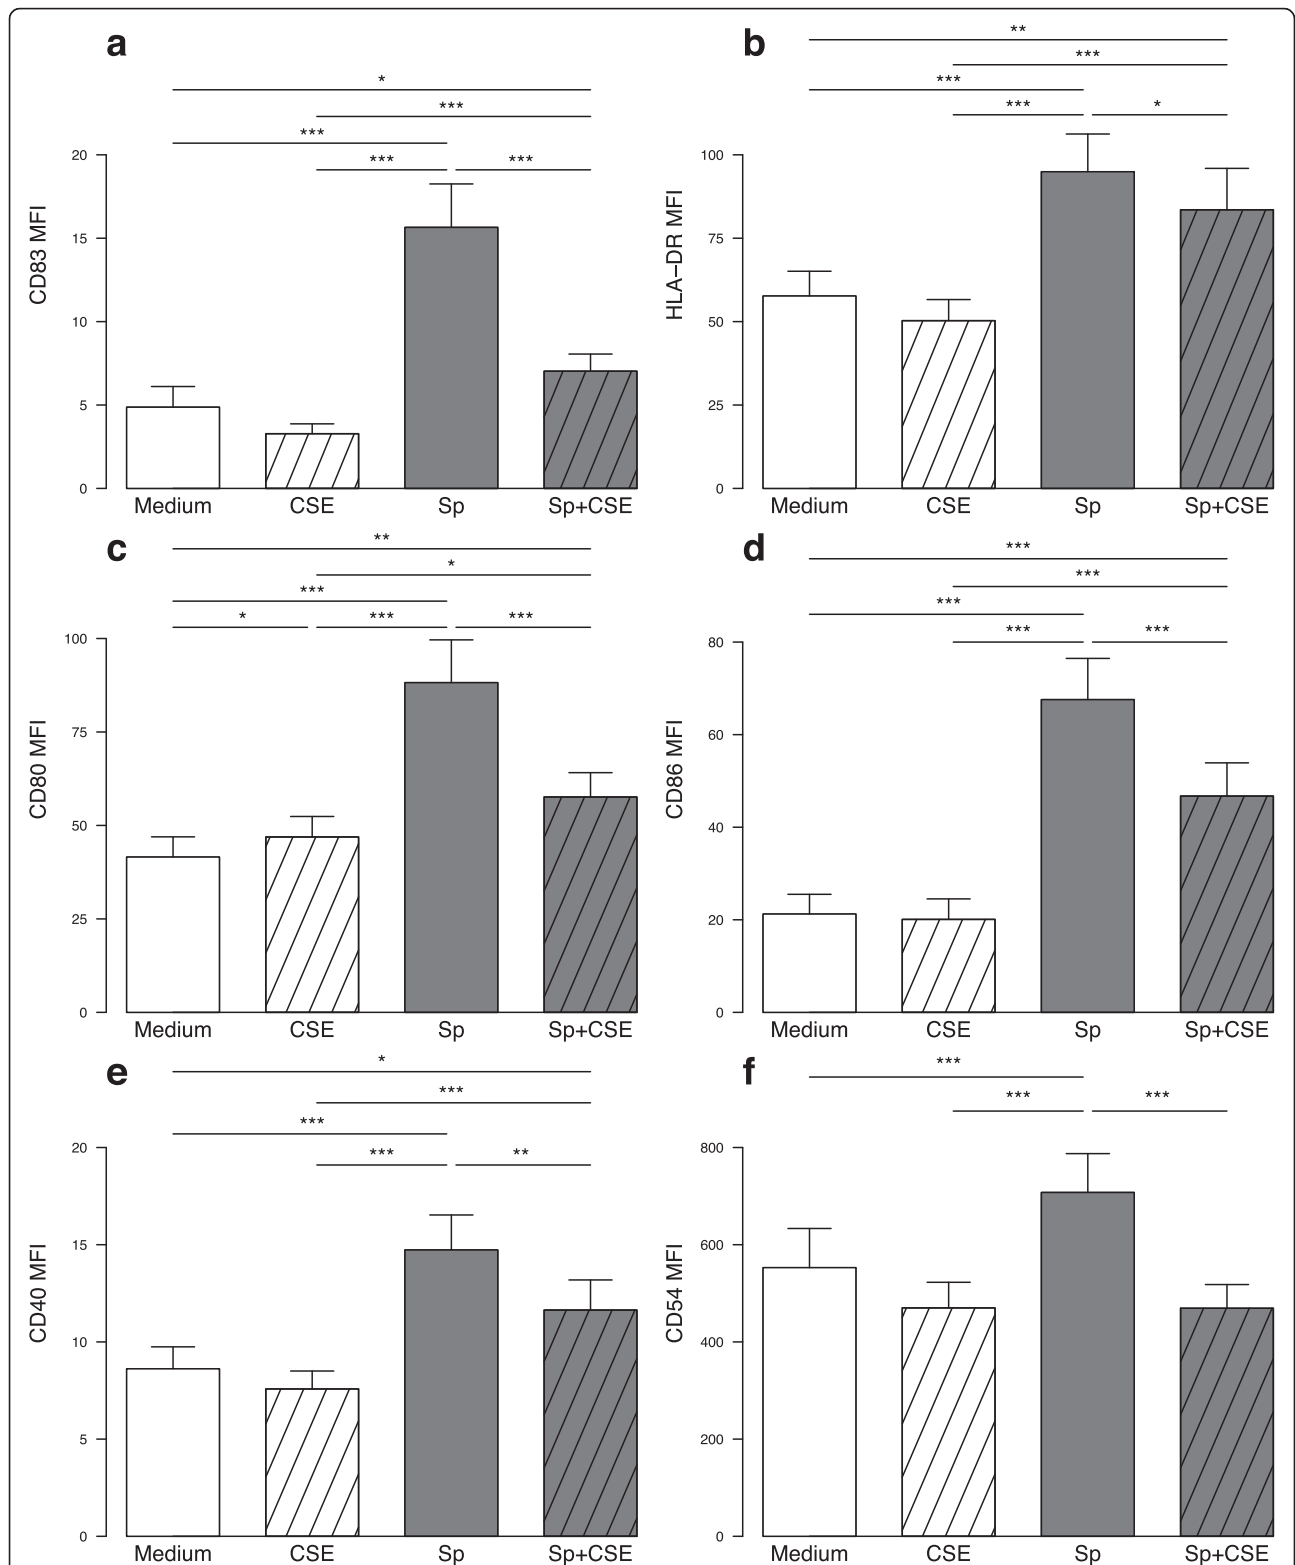 a
*
***
***
*** ***
20
15
10
5
0
CD83 MFI
Medium CSE Sp Sp+CSE
b
**
***
***
*** *
100
75
50
25
0
HLA–DR MFI
Medium CSE Sp Sp+CSE
c
**
*
***
* *** ***
100
75
50
25
0
CD80 MFI
Medium CSE Sp Sp+CSE
d
***
***
***
*** ***
80
60
40
20
0
CD86 MFI
Medium CSE Sp Sp+CSE
e
*
***
***
*** **
20
15
10
5
0
CD40 MFI
Medium CSE Sp Sp+CSE
f
***
*** ***
800
600
400
200
0
CD54 MFI
Medium CSE Sp Sp+CSE